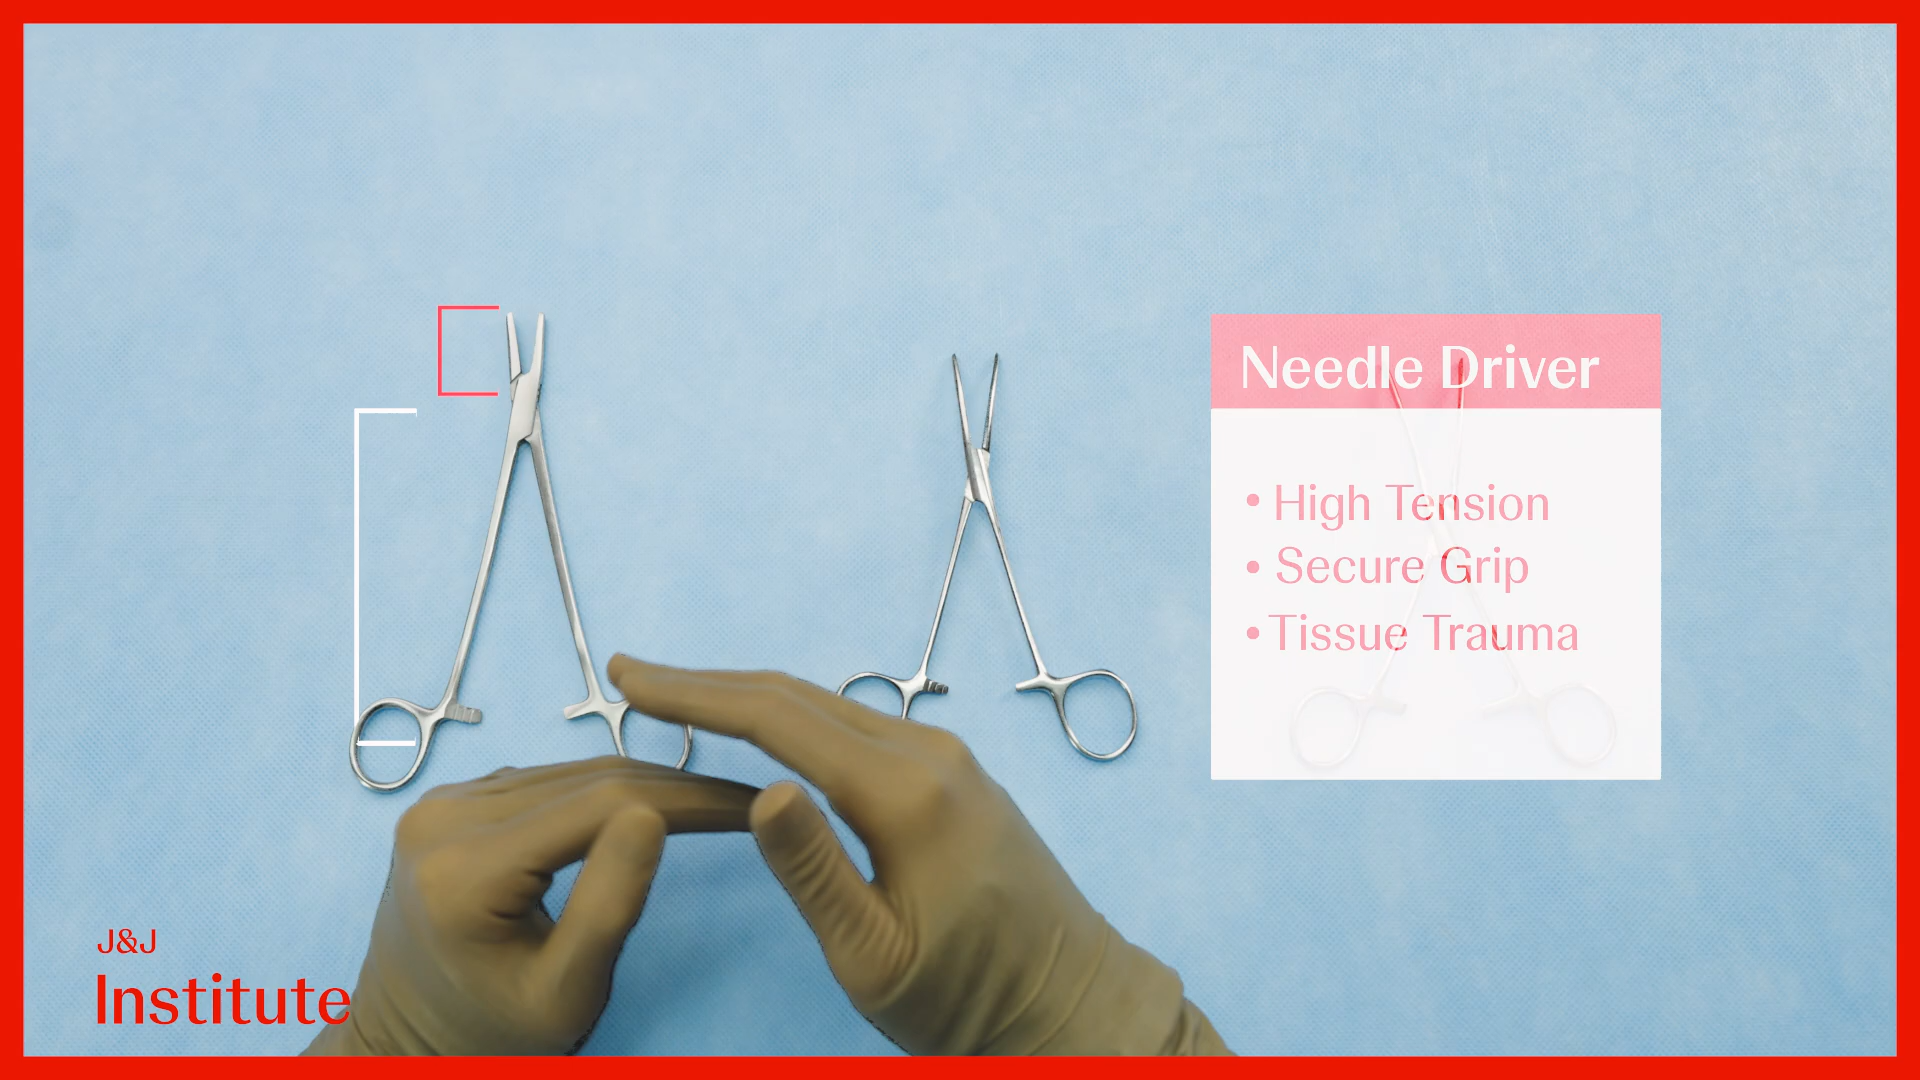 Needle Driver
• High Tension
• Secure Grip
• Tissue Trauma
J&J
Institute